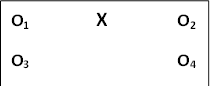 O₁ X O₂
O₃ O₄